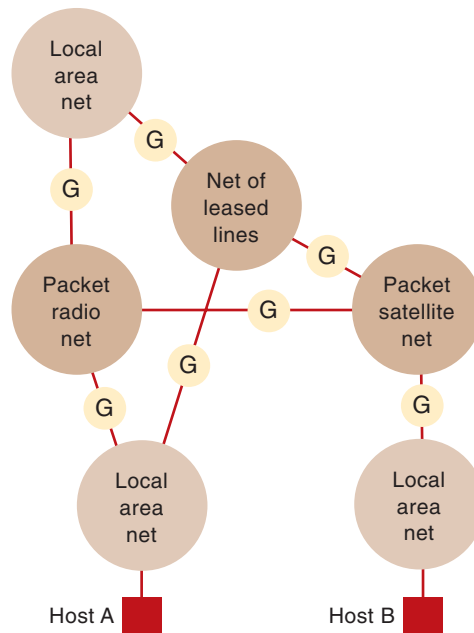 Local
area
net
G
G
Net of
leased
lines
G
Packet
radio
net
G
Packet
satellite
net
G
G
G
Local
area
net
Local
area
net
Host A
Host B